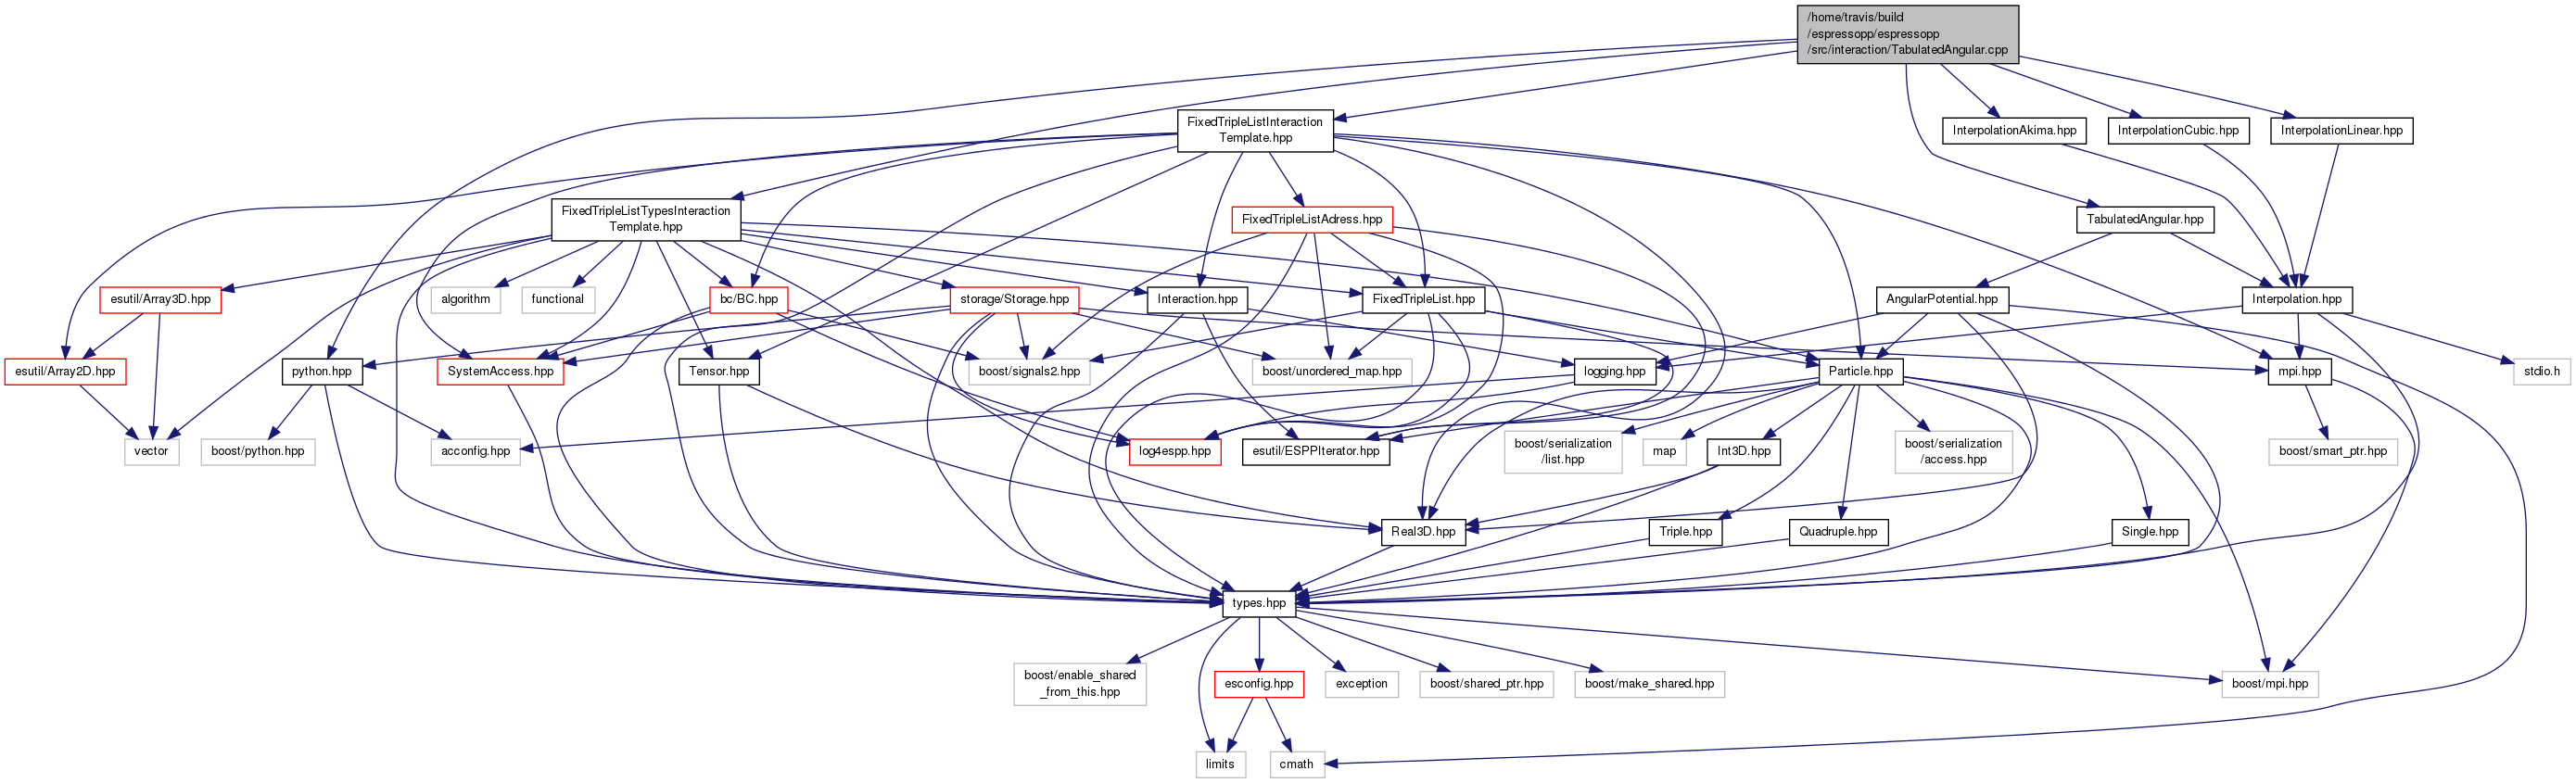 /home/travis/build
/espressopp/espressopp
/src/interaction/TabulatedAngular.cpp
FixedTripleListInteraction
Template.hpp
InterpolationAkima.hpp
InterpolationCubic.hpp
InterpolationLinear.hpp
FixedTripleListTypesInteraction
Template.hpp
FixedTripleListAdress.hpp
TabulatedAngular.hpp
esutil/Array3D.hpp
algorithm
functional
bc/BC.hpp
storage/Storage.hpp
Interaction.hpp
FixedTripleList.hpp
AngularPotential.hpp
Interpolation.hpp
esutil/Array2D.hpp
python.hpp
SystemAccess.hpp
Tensor.hpp
boost/signals2.hpp
boost/unordered_map.hpp
logging.hpp
Particle.hpp
mpi.hpp
stdio.h
vector
boost/python.hpp
acconfig.hpp
log4espp.hpp
esutil/ESPPIterator.hpp
boost/serialization
/list.hpp
map
Int3D.hpp
boost/serialization
/access.hpp
boost/smart_ptr.hpp
Real3D.hpp
Triple.hpp
Quadruple.hpp
Single.hpp
types.hpp
boost/enable_shared
_from_this.hpp
esconfig.hpp
exception
boost/shared_ptr.hpp
boost/make_shared.hpp
boost/mpi.hpp
limits
cmath